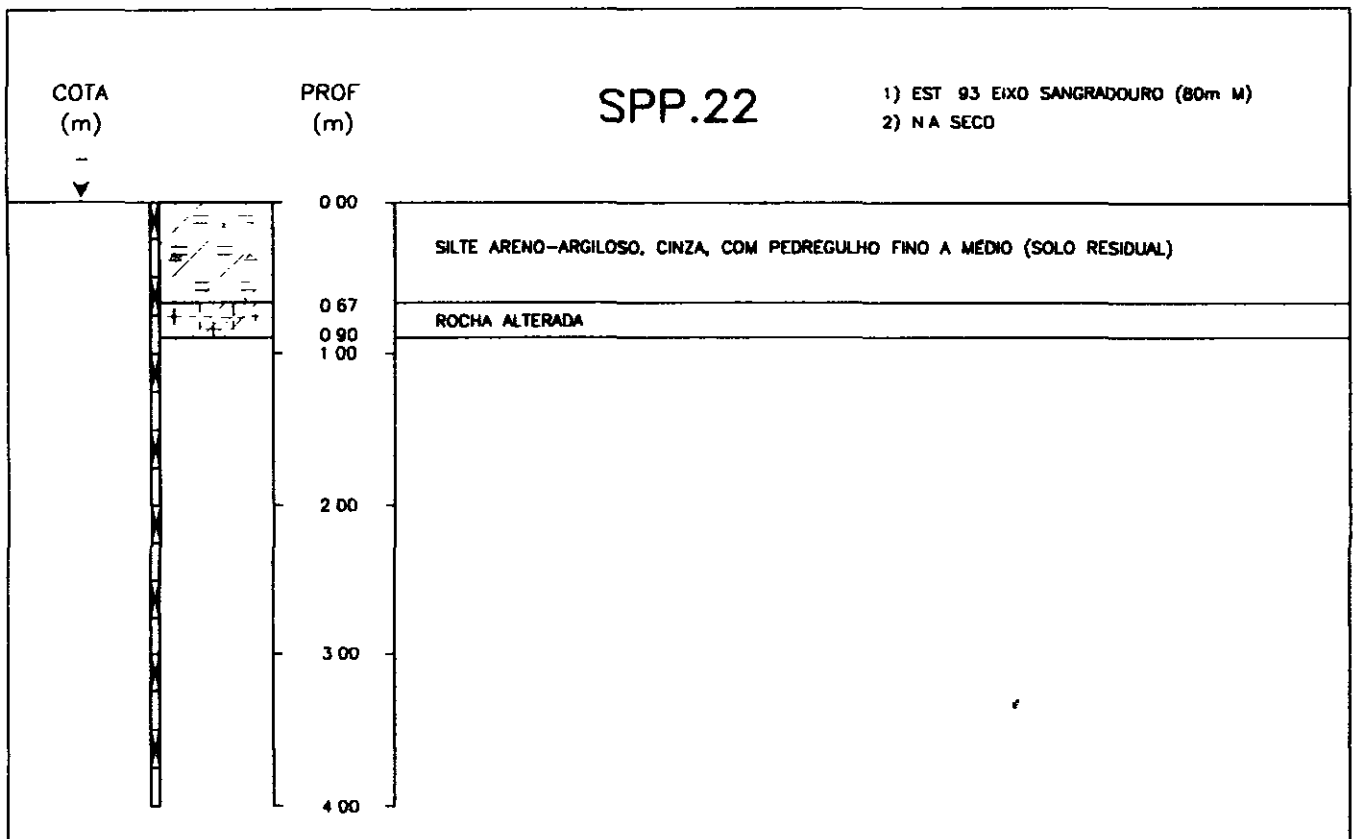 COTA
(m)
PROF
(m)
SPP.22
1) EST 93 EIXO SANGRADOURO (80m M)
2) N A SECO
0 00
SILTE ARENO-ARGILOSO, CINZA, COM PEDREGULHO FINO A MÉDIO (SOLO RESIDUAL)
0 67
ROCHA ALTERADA
0 90
1 00
2 00
3 00
4 00